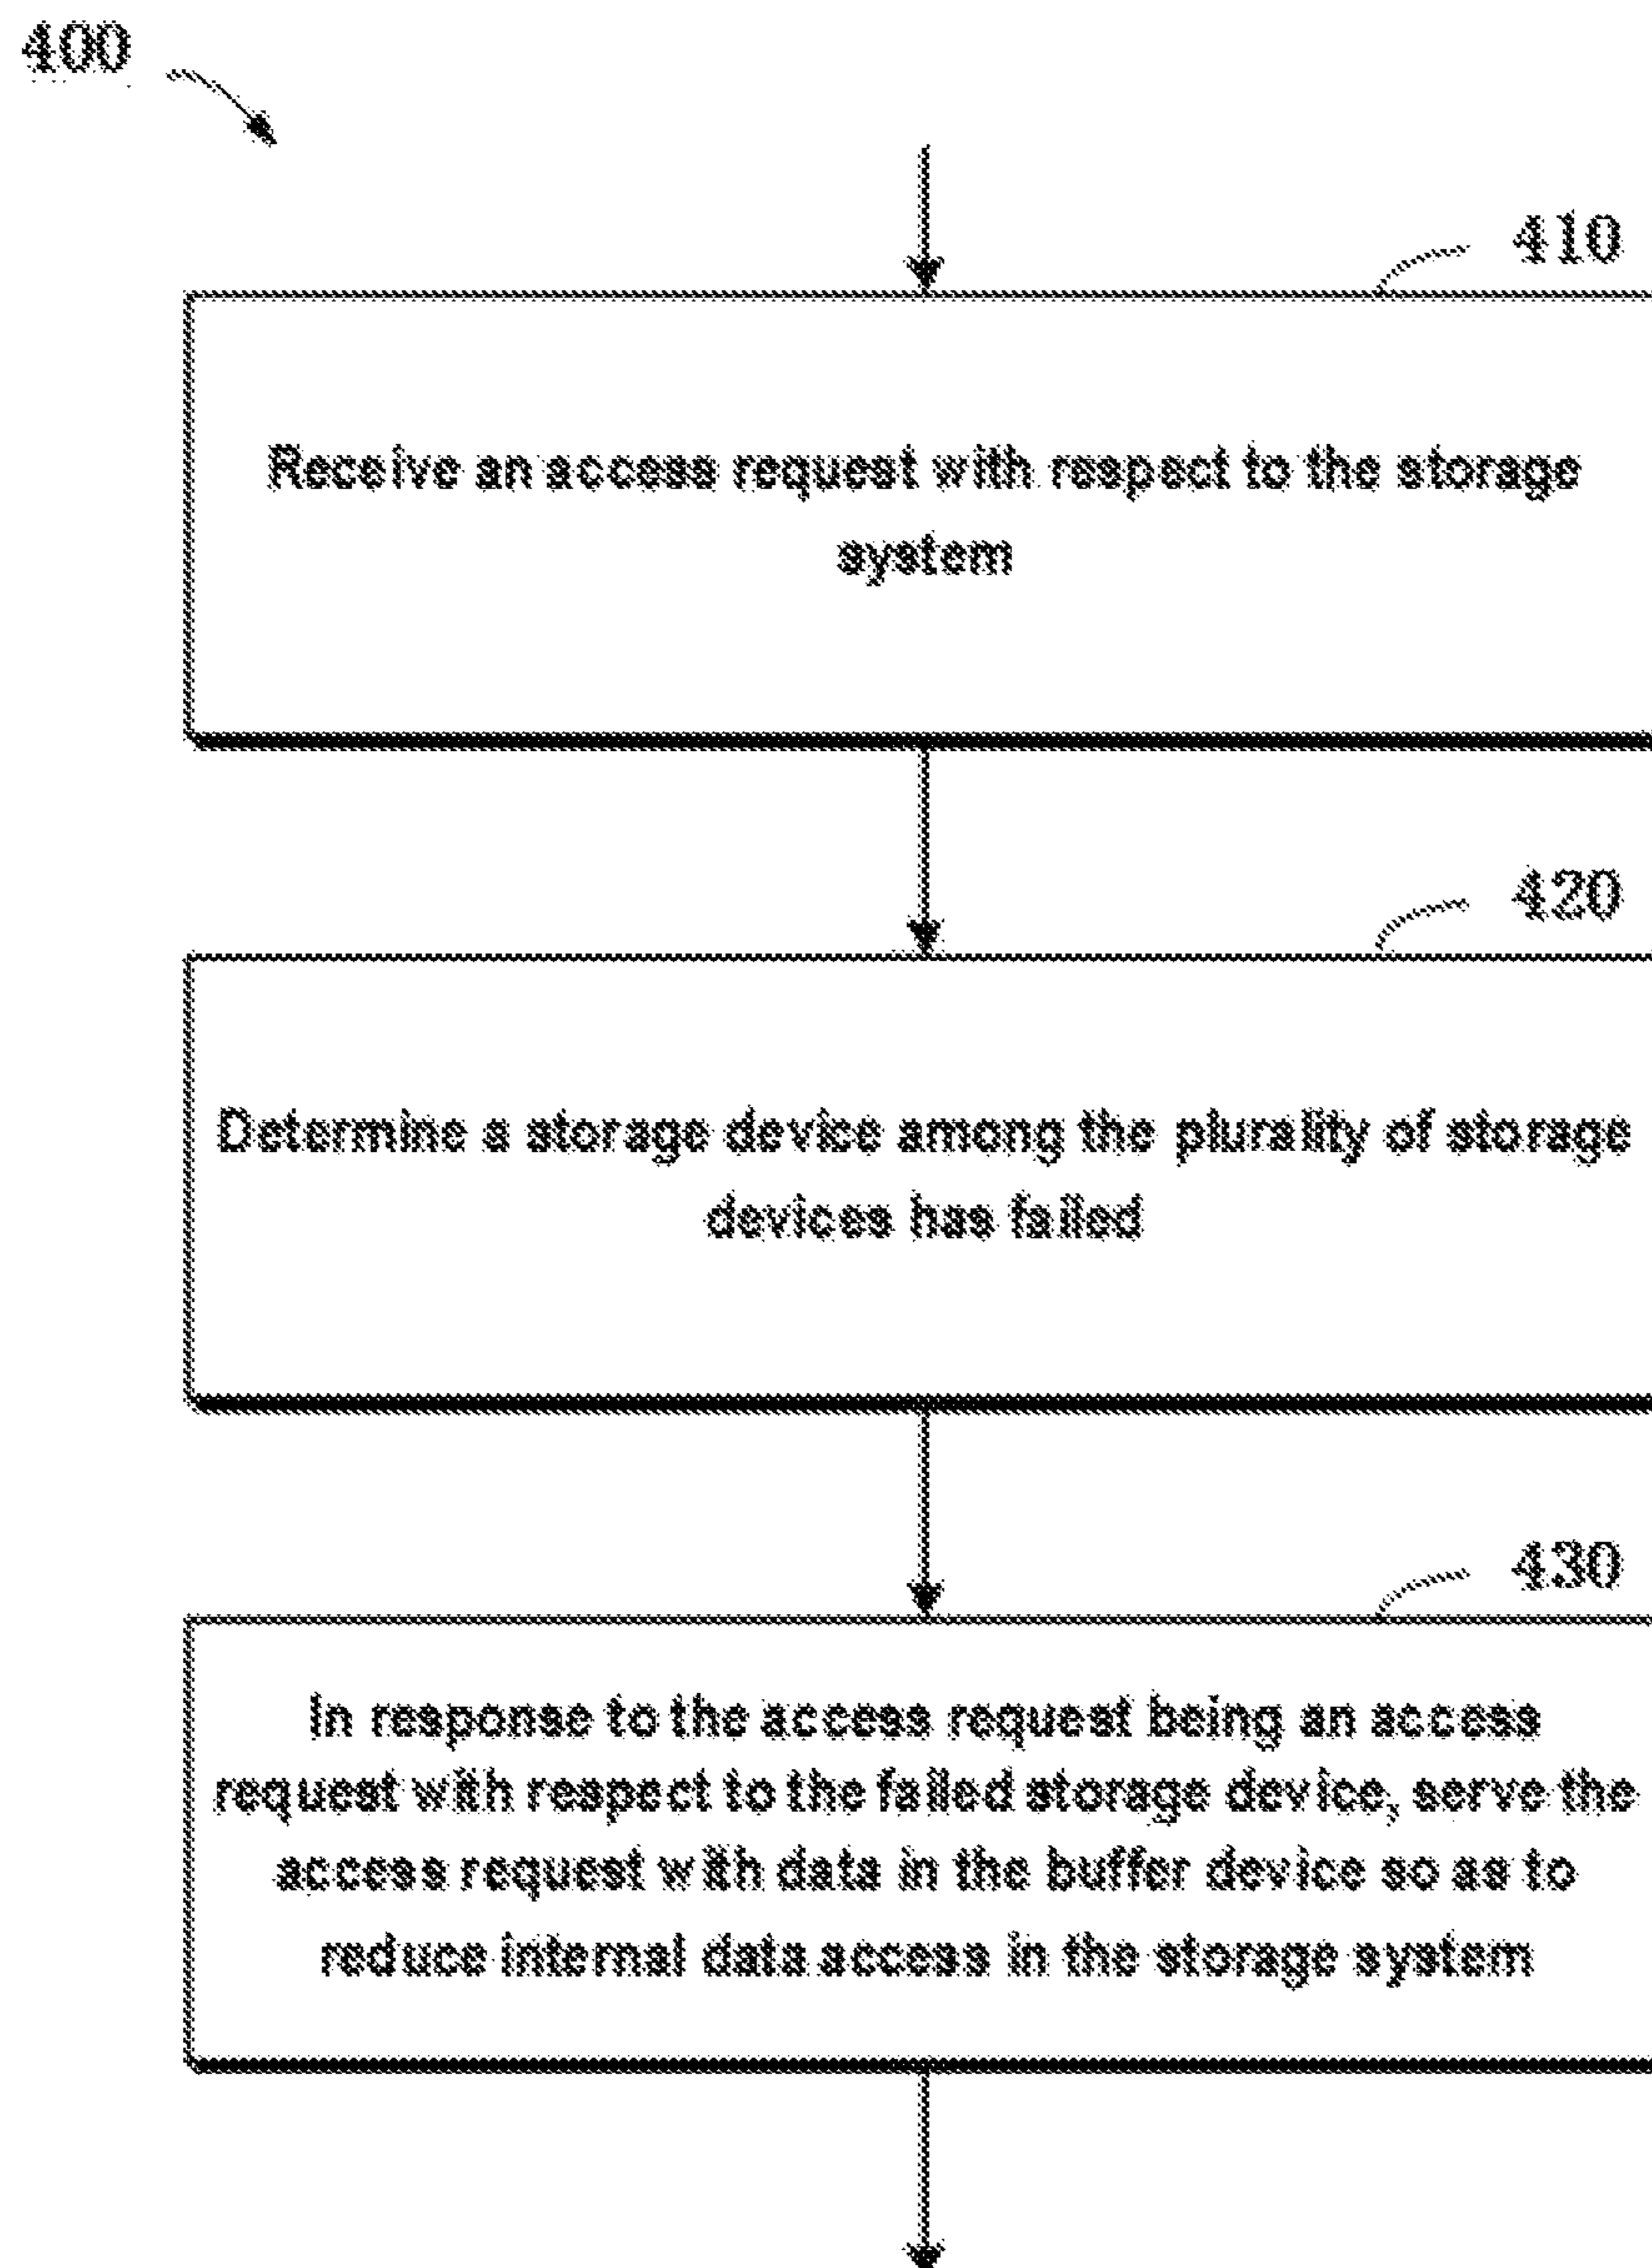 400
410
Receive an access request with respect to the storage
system
420
Determine a storage device among the plurality of storage
devices has failed
430
In response to the access request being an access
request with respect to the failed storage device, serve the
access request with data in the buffer device so as to
reduce internal data access in the storage system